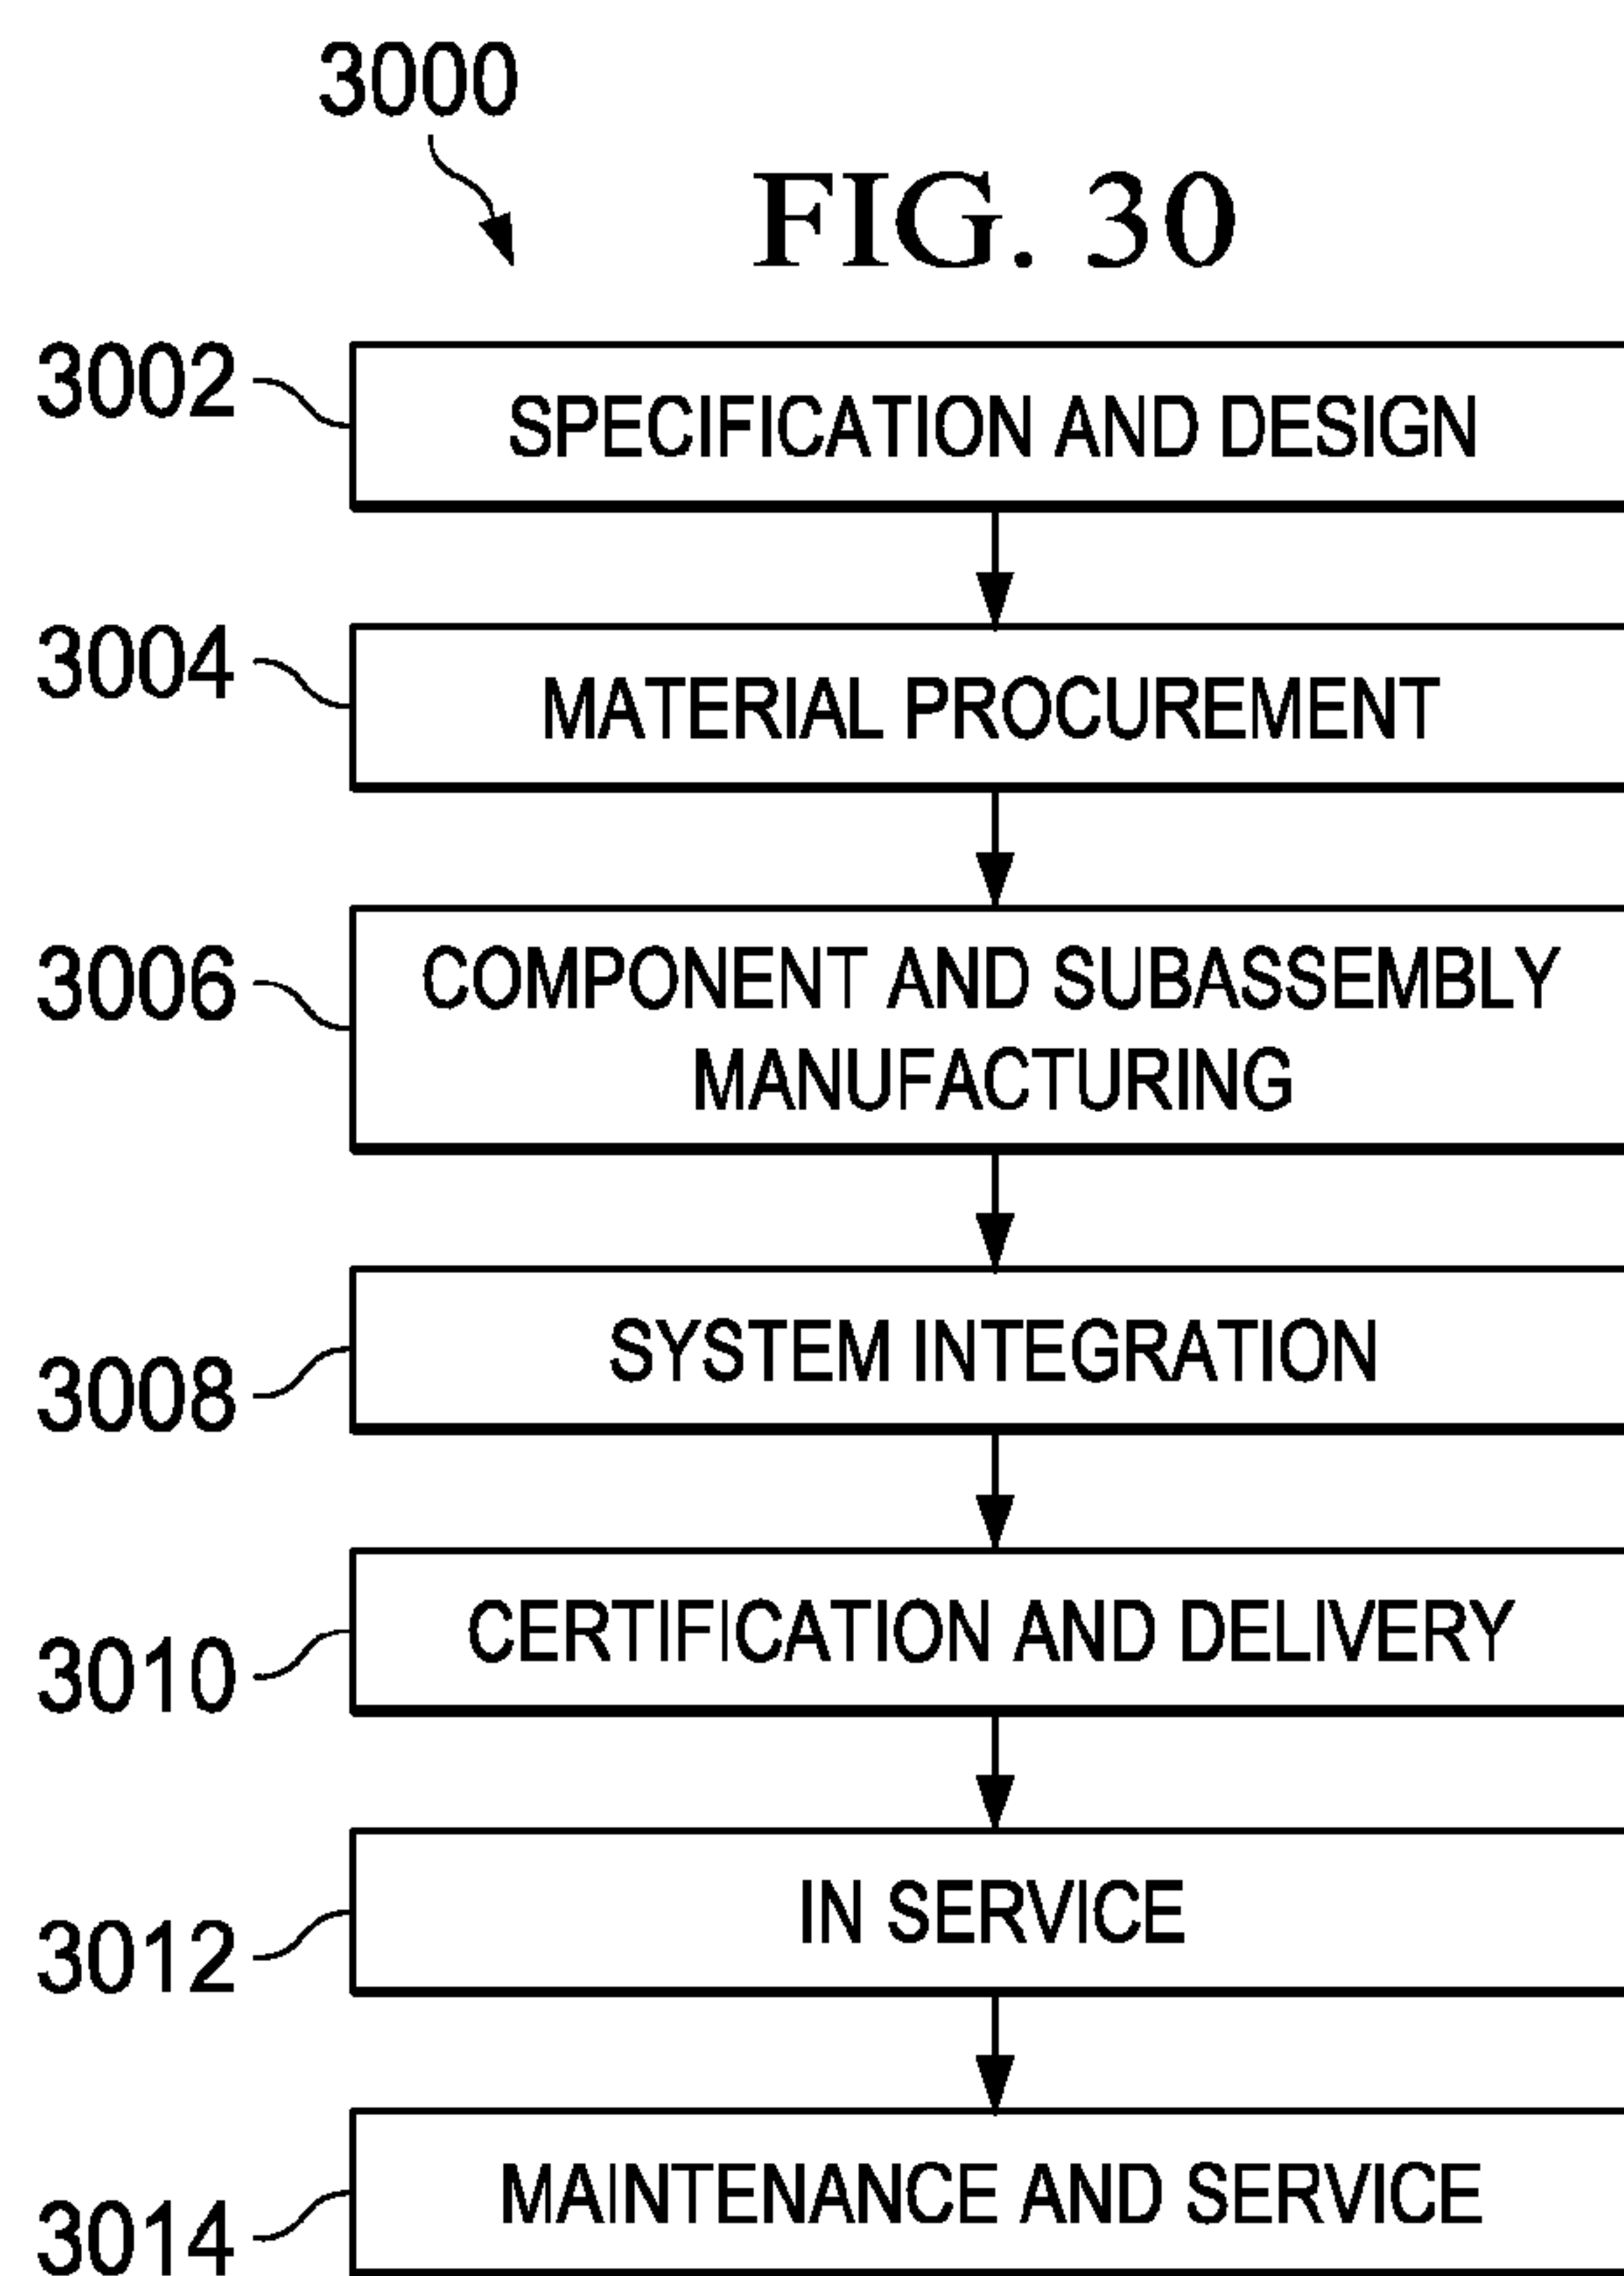 3000
FIG. 30
3002
SPECIFICATION AND DESIGN
3004
MATERIAL PROCUREMENT
3006
COMPONENT AND SUBASSEMBLY
MANUFACTURING
3008
SYSTEM INTEGRATION
3010
CERTIFICATION AND DELIVERY
3012
IN SERVICE
3014
MAINTENANCE AND SERVICE